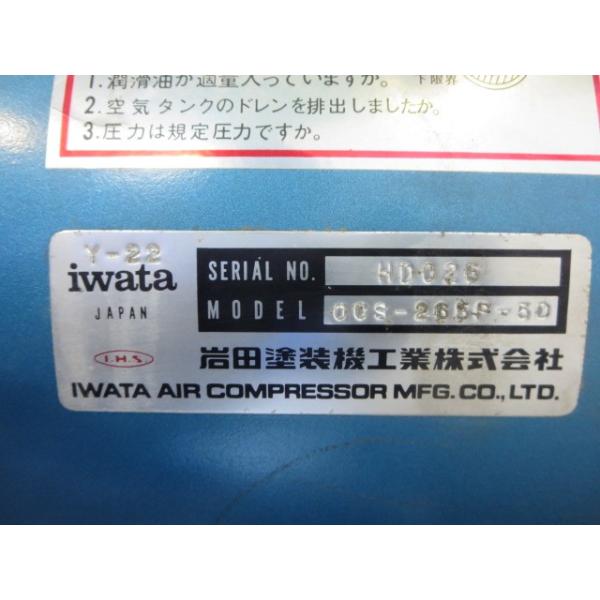 1.潤滑油が適量入っていますか。
下限界
2.空気タンクのドレンを排出しましたか。
3.圧力は規定圧力ですか。
Y-22
iwata
JAPAN
I.H.S
SERIAL NO. HD026
MODEL
岩田塗装機工業株式会社
IWATA AIR COMPRESSOR MFG.CO.,LTD.